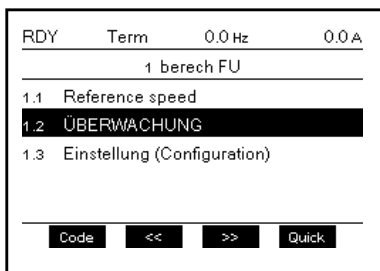 RDY Term 0.0 Hz 0.0 A
1 berech FU
1.1 Reference speed
1.2 ÜBERWACHUNG
1.3 Einstellung (Configuration)
Code << >> Quick